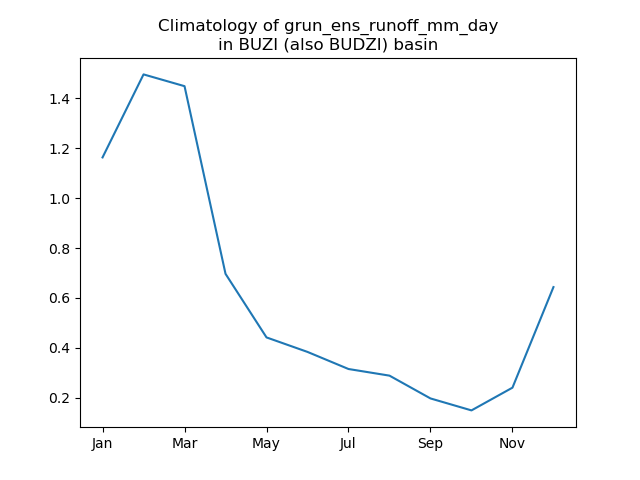 Climatology of grun_ens_runoff_mm_day
in BUZI (also BUDZI) basin
1.4
1.2
1.0
0.8
0.6
0.4
0.2
Jan Mar May Jul Sep Nov